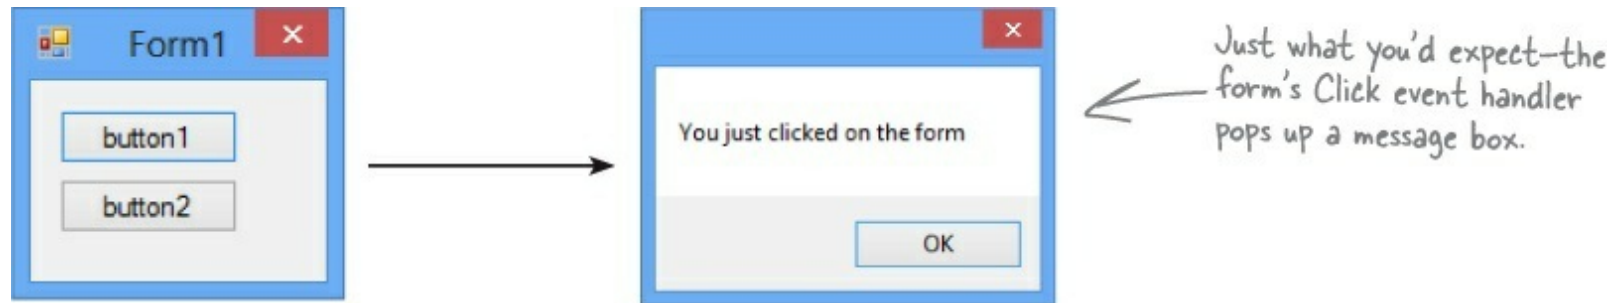 Form1
button1
button2
You just clicked on the form
OK
Just what you'd expect—the
form's Click event handler
pops up a message box.